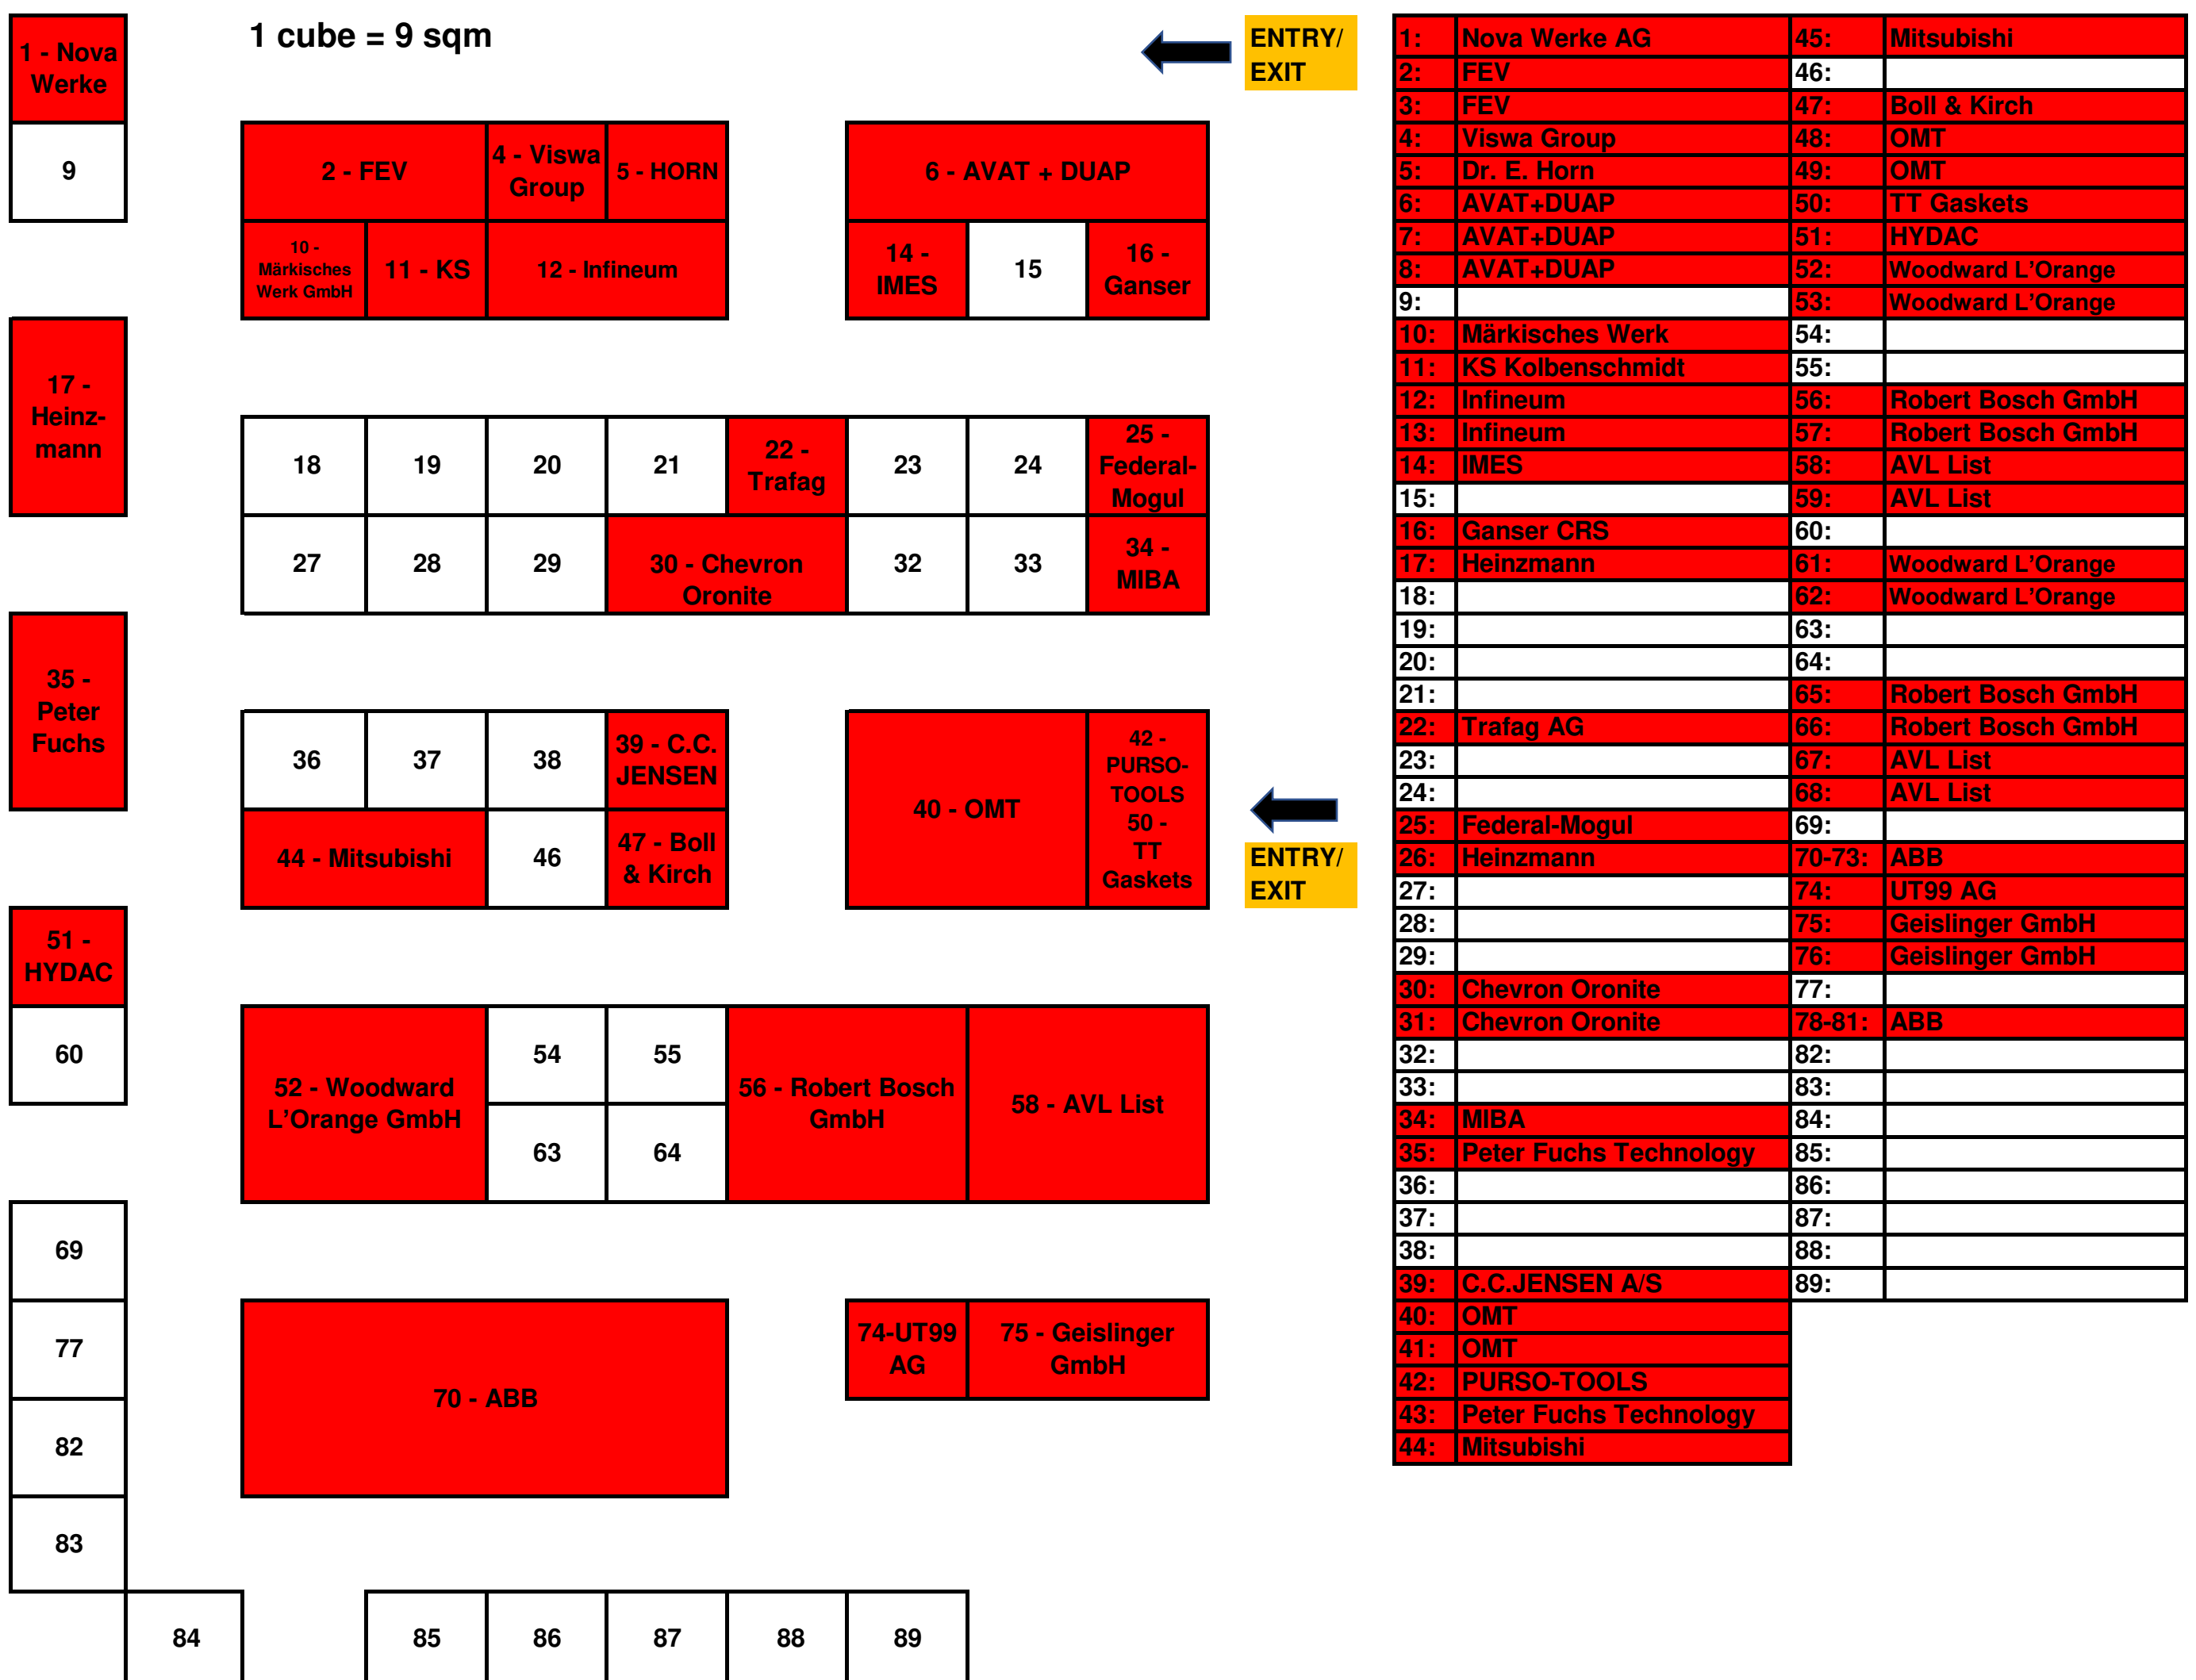 1 cube = 9 sqm
ENTRY/
EXIT
1 - Nova
Werke
9
2 - FEV
4 - Viswa
Group
5 - HORN
6 - AVAT + DUAP
10 -
Märkisches
Werk GmbH
11 - KS
12 - Infineum
14 -
IMES
15
16 -
Ganser
17 -
Heinz-
mann
18
19
20
21
22 -
Trafag
23
24
25 -
Federal-
Mogul
27
28
29
30 - Chevron
Oronite
32
33
34 -
MIBA
35 -
Peter
Fuchs
36
37
38
39 - C.C.
JENSEN
40 - OMT
42 -
PURSO-
TOOLS
50 -
TT
Gaskets
44 - Mitsubishi
46
47 - Boll
& Kirch
ENTRY/
EXIT
51 -
HYDAC
60
52 - Woodward
L'Orange GmbH
54
55
63
64
56 - Robert Bosch
GmbH
58 - AVL List
69
77
82
83
70 - ABB
74-UT99
AG
75 - Geislinger
GmbH
84
85
86
87
88
89
1: Nova Werke AG
2: FEV
3: FEV
4: Viswa Group
5: Dr. E. Horn
6: AVAT+DUAP
7: AVAT+DUAP
8: AVAT+DUAP
9:
10: Märkisches Werk
11: KS Kolbenschmidt
12: Infineum
13: Infineum
14: IMES
15:
16: Ganser CRS
17: Heinzmann
18:
19:
20:
21:
22: Trafag AG
23:
24:
25: Federal-Mogul
26: Heinzmann
27:
28:
29:
30: Chevron Oronite
31: Chevron Oronite
32:
33:
34: MIBA
35: Peter Fuchs Technology
36:
37:
38:
39: C.C.JENSEN A/S
40: OMT
41: OMT
42: PURSO-TOOLS
43: Peter Fuchs Technology
44: Mitsubishi
45: Mitsubishi
46:
47: Boll & Kirch
48: OMT
49: OMT
50: TT Gaskets
51: HYDAC
52: Woodward L'Orange
53: Woodward L'Orange
54:
55:
56: Robert Bosch GmbH
57: Robert Bosch GmbH
58: AVL List
59: AVL List
60:
61: Woodward L'Orange
62: Woodward L'Orange
63:
64:
65: Robert Bosch GmbH
66: Robert Bosch GmbH
67: AVL List
68: AVL List
69:
70-73: ABB
74: UT99 AG
75: Geislinger GmbH
76: Geislinger GmbH
77:
78-81: ABB
82:
83:
84:
85:
86:
87:
88:
89: